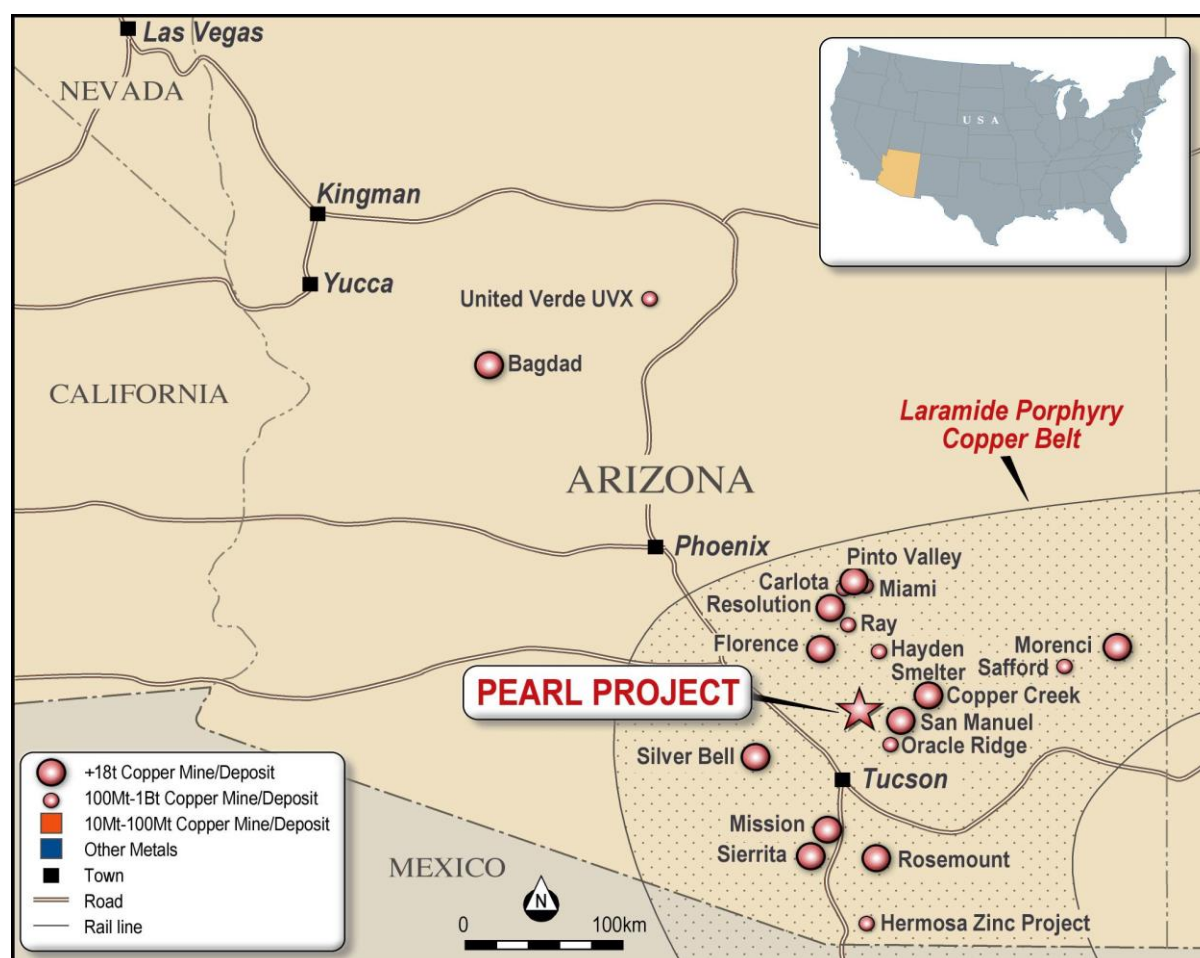 Las Vegas
NEVADA
USA
Kingman
Yucca
United Verde UVX
Bagdad
CALIFORNIA
Laramide Porphyry
Copper Belt
ARIZONA
Phoenix
Pinto Valley
Carlota
Miami
Resolution
Ray
Florence
Hayden
Smelter
Morenci
Safford
PEARL PROJECT
Copper Creek
San Manuel
Oracle Ridge
Silver Bell
Tucson
Mission
Sierrita
Rosemount
Hermosa Zinc Project
MEXICO
N
0 100km
+18t Copper Mine/Deposit
100Mt-1Bt Copper Mine/Deposit
10Mt-100Mt Copper Mine/Deposit
Other Metals
Town
Road
Rail line